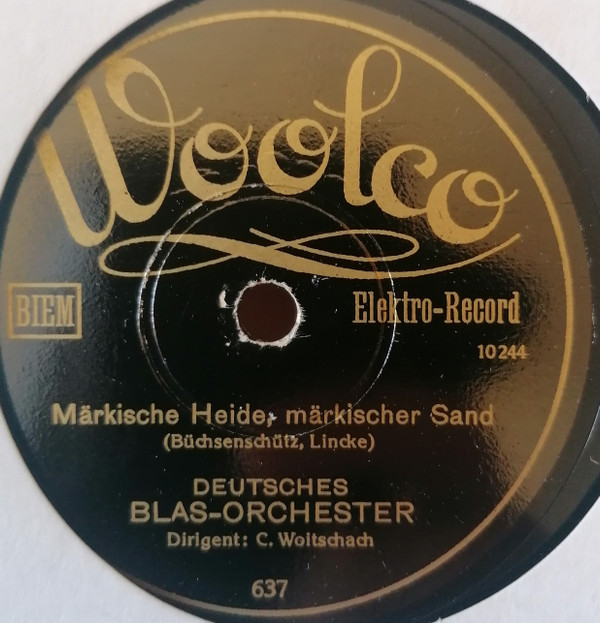 Woolco
BIEM
Elektro-Record
10244
Märkische Heide, märkischer Sand
(Büchsenschütz, Lincke)
DEUTSCHES
BLAS-ORCHESTER
Dirigent: C. Woitschach
637